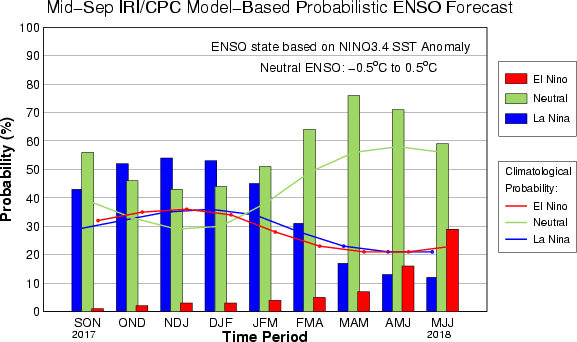 Mid-Sep IRI/CPC Model-Based Probabilistic ENSO Forecast
ENSO state based on NINO3.4 SST Anomaly
Neutral ENSO: -0.5ºC to 0.5ºC
Probability (%)
100
90
80
70
60
50
40
30
20
10
0
SON OND NDJ DJF JFM FMA MAM AMJ MJJ
2017 2018
Time Period
El Nino
Neutral
La Nina
Climatological
Probability:
El Nino
Neutral
La Nina